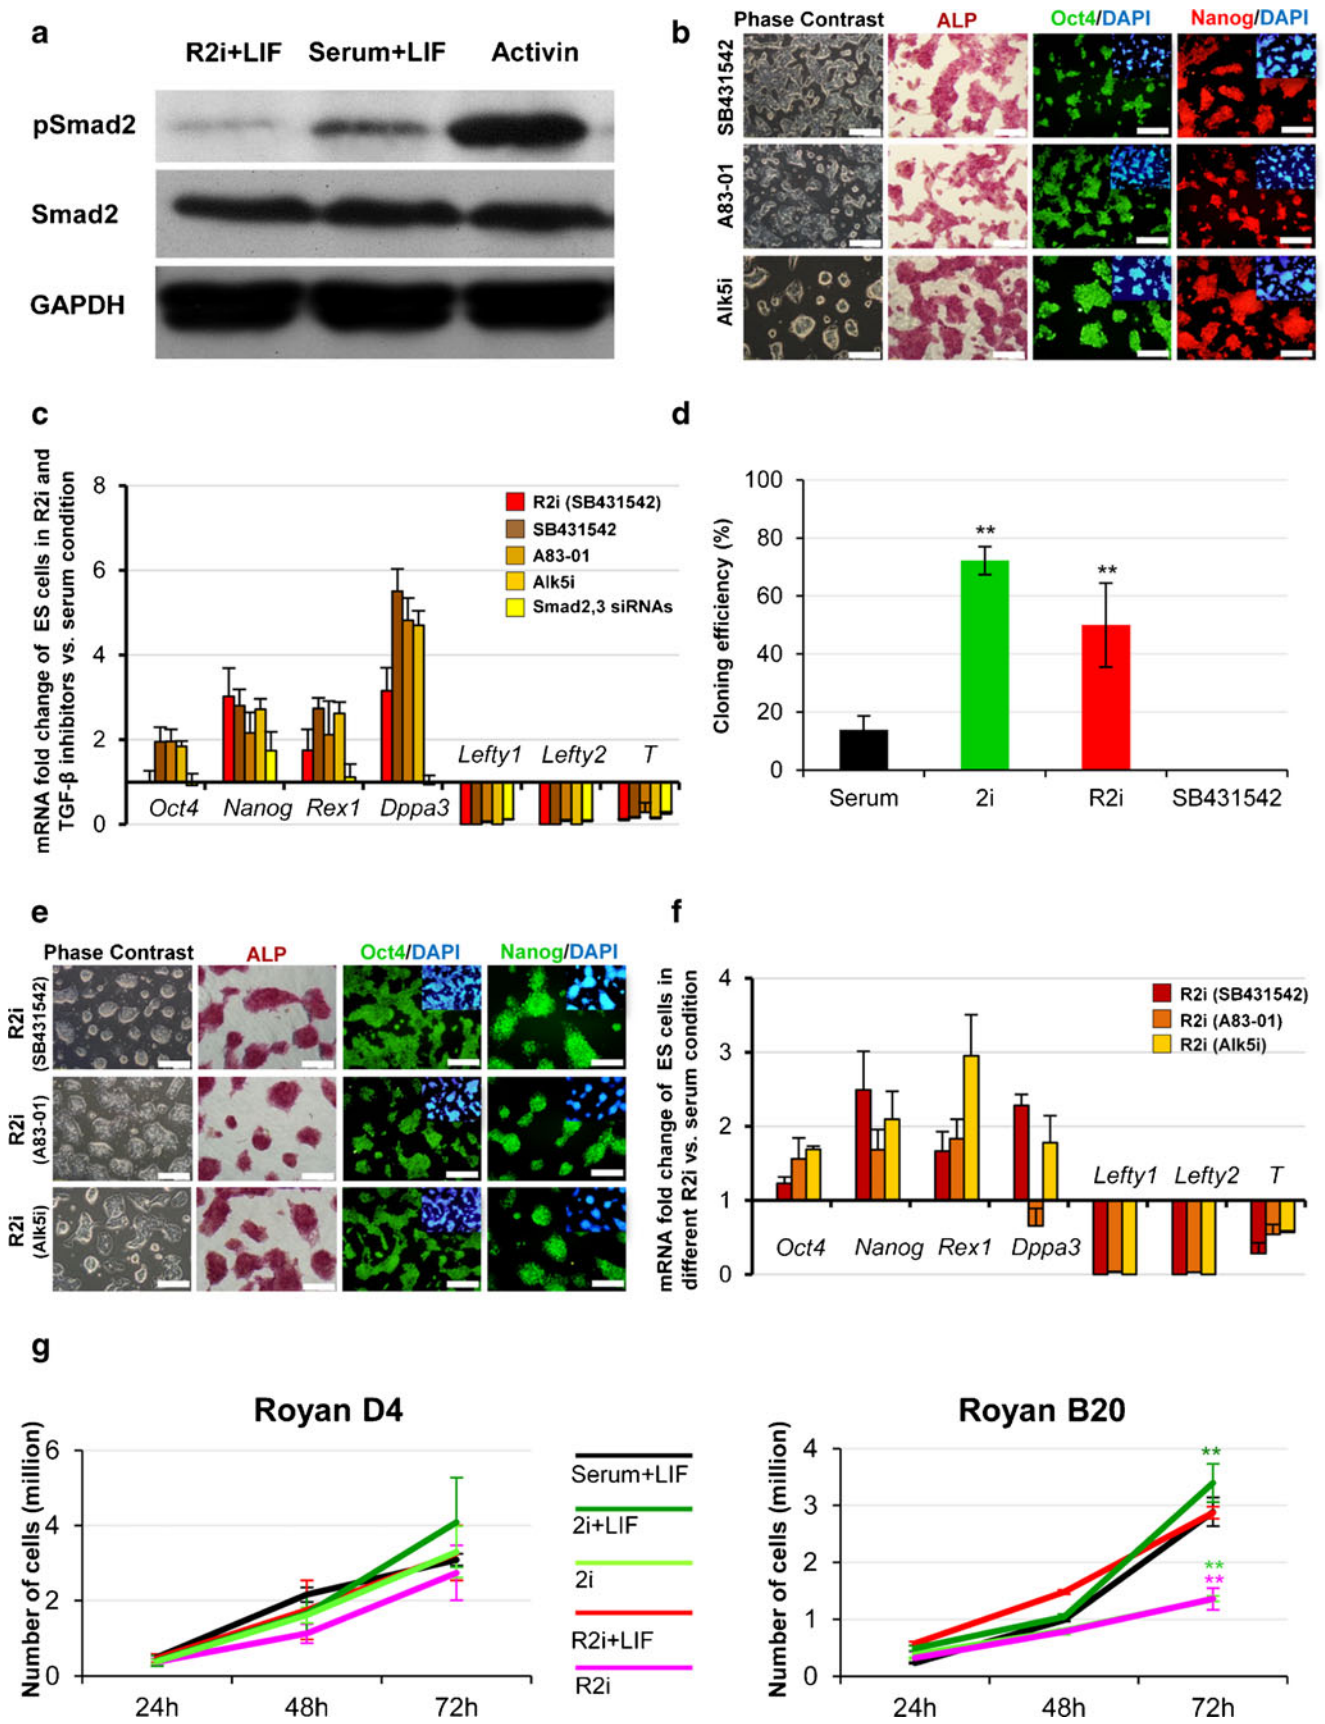 a
R2i+LIF Serum+LIF Activin
pSmad2
Smad2
GAPDH
b
Phase Contrast ALP Oct4/DAPI Nanog/DAPI
SB431542
A83-01
Alk5i
c
mRNA fold change of ES cells in R2i and
TGF-β inhibitors vs. serum condition
8
6
4
2
0
R2i (SB431542)
SB431542
A83-01
Alk5i
Smad2,3 siRNAs
Lefty1 Lefty2 T
Oct4 Nanog Rex1 Dppa3
d
Cloning efficiency (%)
100
80
60
40
20
0
**
**
Serum 2i R2i SB431542
e
Phase Contrast ALP Oct4/DAPI Nanog/DAPI
R2i
(SB431542)
R2i
(A83-01)
R2i
(Alk5i)
f
mRNA fold change of ES cells in
different R2i vs. serum condition
4
3
2
1
0
R2i (SB431542)
R2i (A83-01)
R2i (Alk5i)
Lefty1 Lefty2 T
Oct4 Nanog Rex1 Dppa3
g
Royan D4
Number of cells (million)
6
4
2
0
24h 48h 72h
Serum+LIF
2i+LIF
2i
R2i+LIF
R2i
Royan B20
Number of cells (million)
4
3
2
1
0
**
**
**
24h 48h 72h